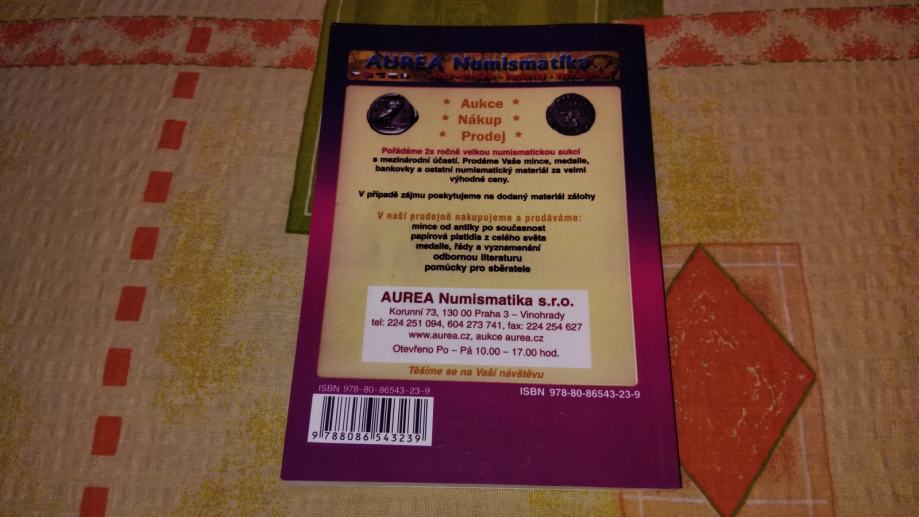 AUREA Numismatika
mince - medaile - bankovky - vyznamenání
* Aukce *
* Nákup *
* Prodej *
Pořádáme 2x ročně velkou numismatickou aukci
s mezinárodní účastí. Prodáme Vaše mince, medaile,
bankovky a ostatní numismatický materiál za velmi
výhodné ceny.
V případě zájmu poskytujeme na dodaný materiál zálohy
V naší prodejně nakupujeme a prodáváme:
mince od antiky po současnost
papírová platidla z celého světa
medaile, řády a vyznamenání
odbornou literaturu
pomůcky pro sběratele
AUREA Numismatika s.r.o.
Korunní 73, 130 00 Praha 3 – Vinohrady
tel: 224 251 094, 604 273 741, fax: 224 254 627
www.aurea.cz, aukce aurea.cz
Otevřeno Po – Pá 10.00 – 17.00 hod.
Těšíme se na Vaší návštěvu
ISBN 978-80-86543-23-9
ISBN 978-80-86543-23-9
9 788086 543239